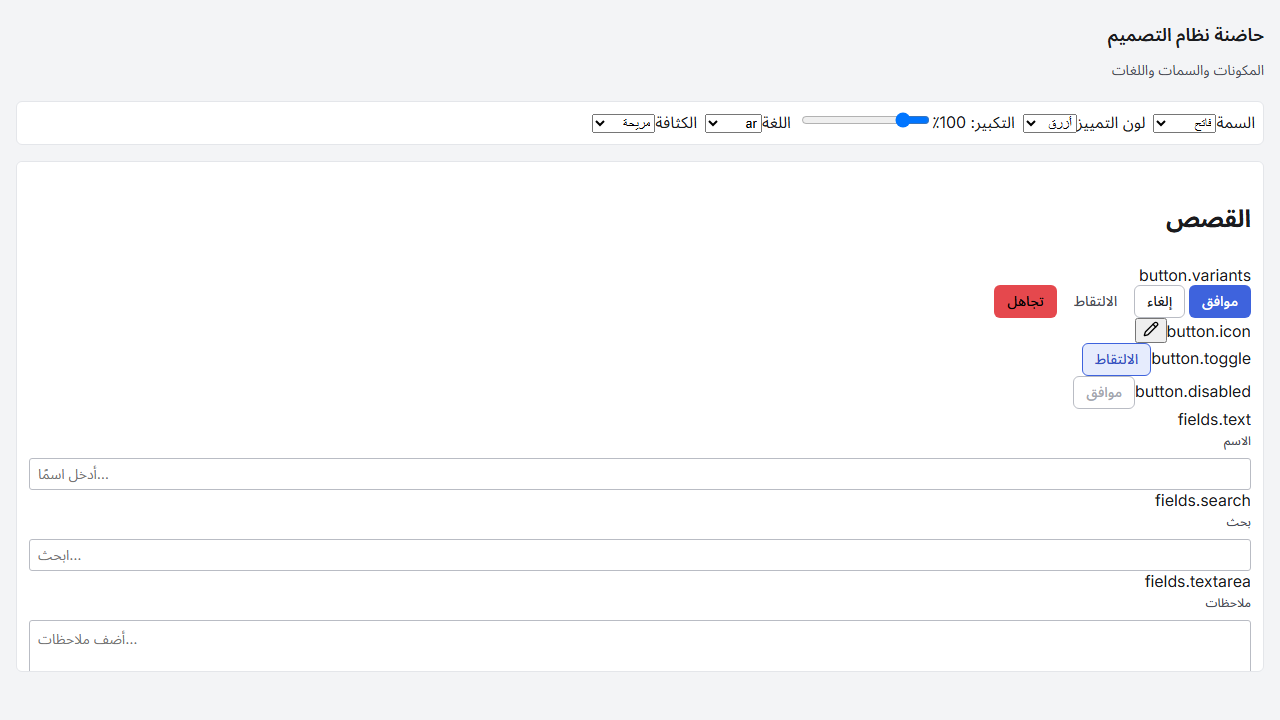 حاضنة نظام التصميم
المكونات والسمات واللغات
السمة فاتح لون التمييز أزرق التكبير: 100٪ اللغة ar الكثافة مريحة
القصص
button.variants
موافق إلغاء الالتقاط تجاهل
button.icon
button.toggle الالتقاط
button.disabled موافق
fields.text
الاسم
أدخل اسمًا...
fields.search
بحث
ابحث...
fields.textarea
ملاحظات
أضف ملاحظات...